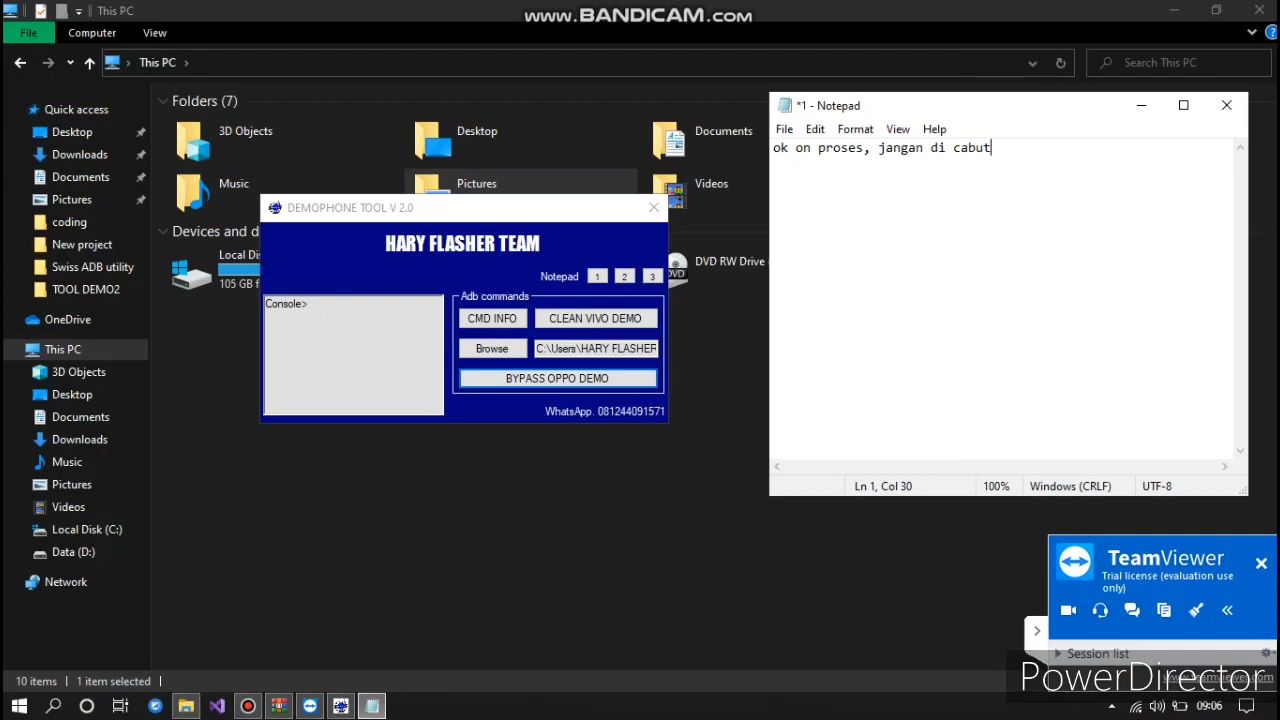 This PC
www.BANDICAM.com
File
Computer
View
This PC
Search This PC
Quick access
Desktop
Downloads
Documents
Pictures
coding
New project
Swiss ADB utility
TOOL DEMO2
OneDrive
This PC
3D Objects
Desktop
Documents
Downloads
Music
Pictures
Videos
Local Disk (C:)
Data (D:)
Network
Folders (7)
3D Objects
Desktop
Documents
Music
Pictures
Videos
Devices and d
Local Dis
105 GB f
DVD RW Drive
DVD
DEMOPHONE TOOL V 2.0
HARY FLASHER TEAM
Notepad 1 2 3
Console>
Adb commands
CMD INFO
CLEAN VIVO DEMO
Browse
C:\Users\HARY FLASHER
BYPASS OPPO DEMO
WhatsApp. 081244091571
*1 - Notepad
File Edit Format View Help
ok on proses, jangan di cabut
Ln 1, Col 30
100%
Windows (CRLF)
UTF-8
TeamViewer
Trial license (evaluation use
only)
Session list
www.teamviewer.com
PowerDirector
10 items
1 item selected
09:06